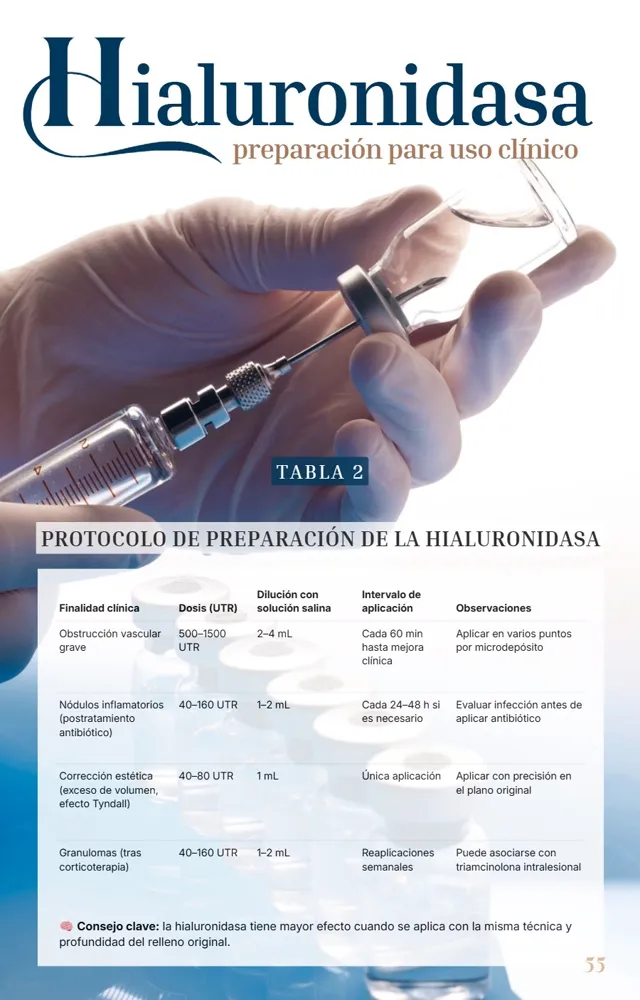 Hialuronidasa
preparación para uso clínico
4 2
TABLA 2
PROTOCOLO DE PREPARACIÓN DE LA HIALURONIDASA
Finalidad clínica Dosis (UTR) Dilución con solución salina Intervalo de aplicación Observaciones
Obstrucción vascular grave 500–1500 UTR 2–4 mL Cada 60 min hasta mejora clínica Aplicar en varios puntos por microdepósito
Nódulos inflamatorios (postratamiento antibiótico) 40–160 UTR 1–2 mL Cada 24–48 h si es necesario Evaluar infección antes de aplicar antibiótico
Corrección estética (exceso de volumen, efecto Tyndall) 40–80 UTR 1 mL Única aplicación Aplicar con precisión en el plano original
Granulomas (tras corticoterapia) 40–160 UTR 1–2 mL Reaplicaciones semanales Puede asociarse con triamcinolona intralesional
🧠 Consejo clave: la hialuronidasa tiene mayor efecto cuando se aplica con la misma técnica y
profundidad del relleno original.
55